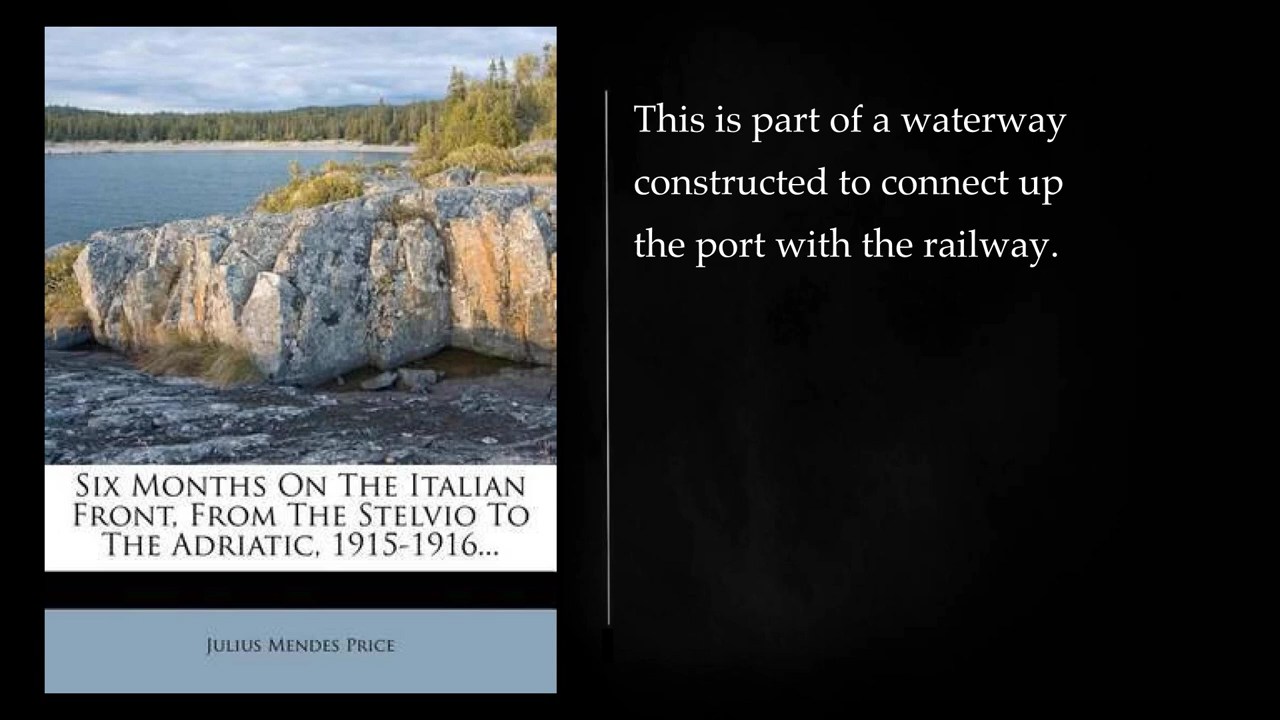 Six Months On The Italian
Front, From The Stelvio To
The Adriatic, 1915-1916...
Julius Mendes Price
This is part of a waterway
constructed to connect up
the port with the railway.